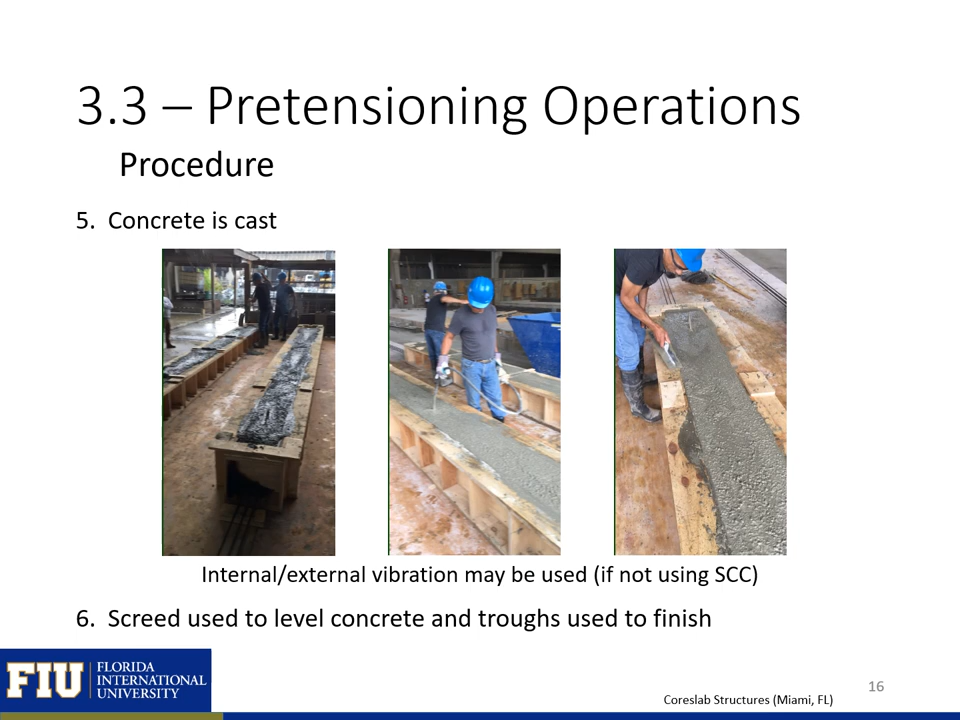 3.3 – Pretensioning Operations
Procedure
5. Concrete is cast
Internal/external vibration may be used (if not using SCC)
6. Screed used to level concrete and troughs used to finish
FIU
FLORIDA
INTERNATIONAL
UNIVERSITY
Coreslab Structures (Miami, FL)
16